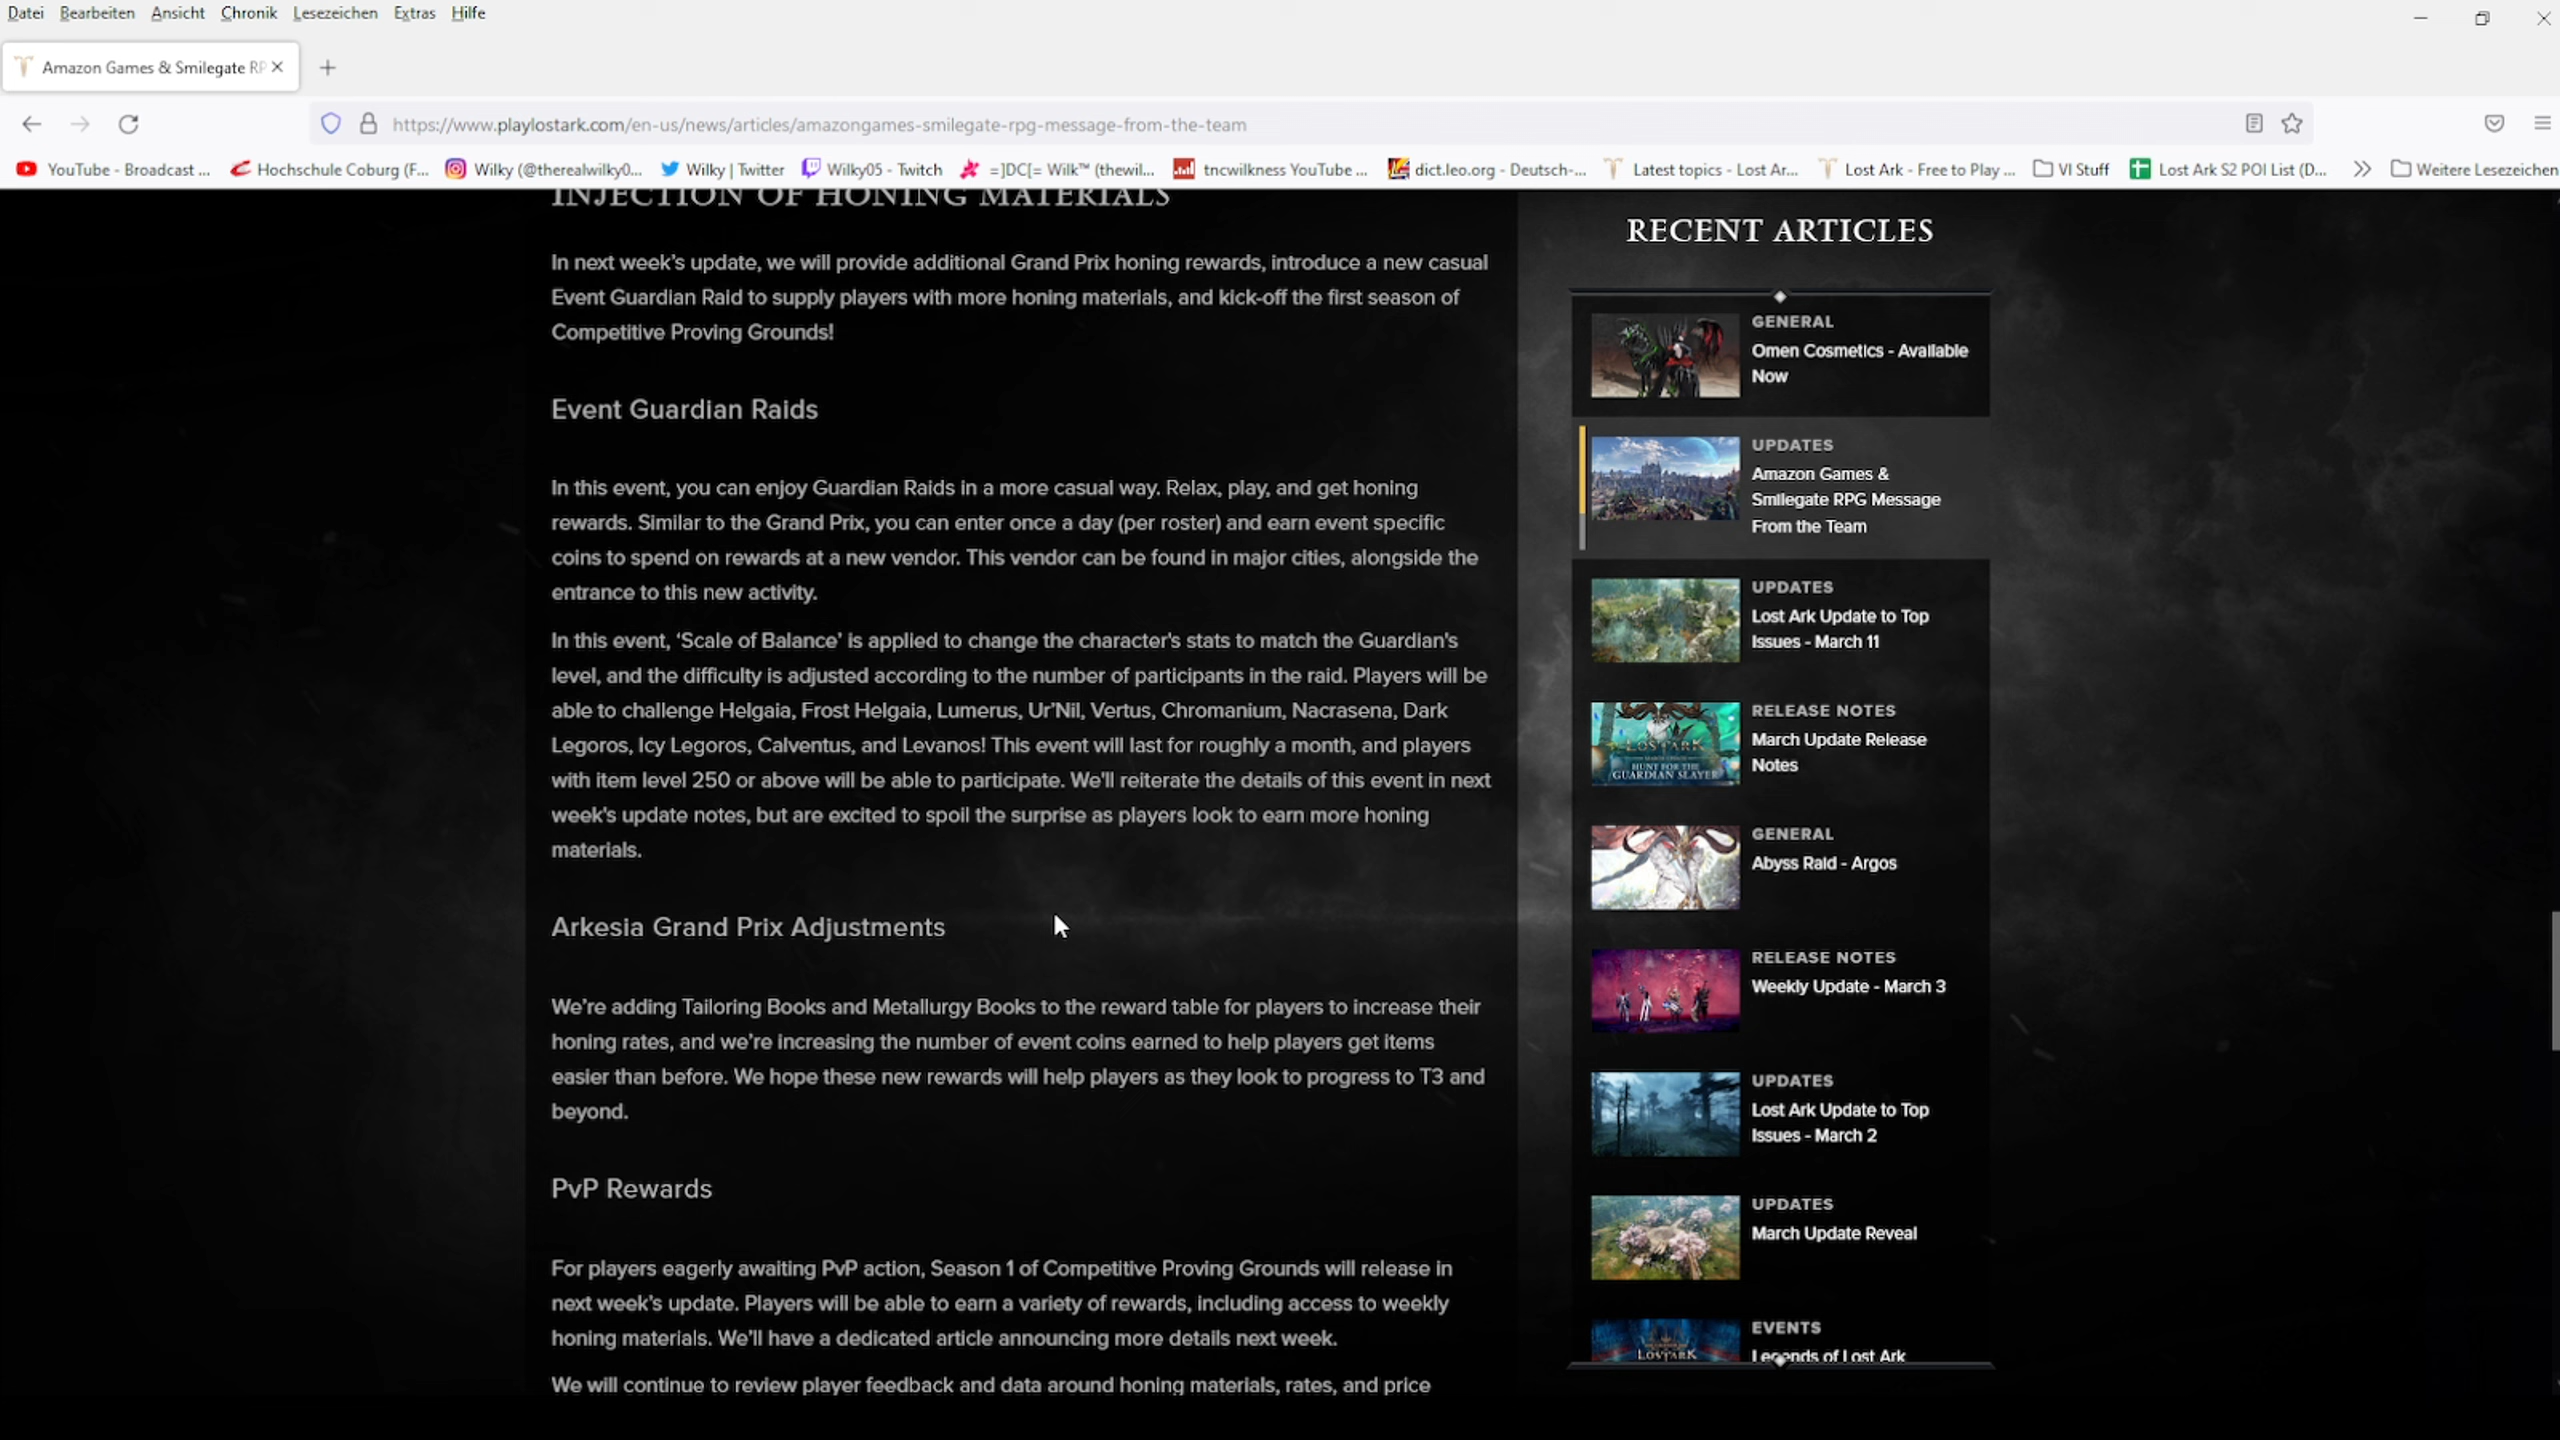 Datei Bearbeiten Ansicht Chronik Lesezeichen Extras Hilfe
Amazon Games & Smilegate RP
https://www.playlostark.com/en-us/news/articles/amazongames-smilegate-rpg-message-from-the-team
YouTube - Broadcast ... Hochschule Coburg (F... Wilky (@therealwilky0... Wilky | Twitter Wilky05 - Twitch =]DC[= Wilk™ (thewil... tncwilkness YouTube ... dict.leo.org - Deutsch-... Latest topics - Lost Ar... Lost Ark - Free to Play ... VI Stuff Lost Ark S2 POI List (D... Weitere Lesezeichen
INJECTION OF HONING MATERIALS
In next week's update, we will provide additional Grand Prix honing rewards, introduce a new casual
Event Guardian Raid to supply players with more honing materials, and kick-off the first season of
Competitive Proving Grounds!
Event Guardian Raids
In this event, you can enjoy Guardian Raids in a more casual way. Relax, play, and get honing
rewards. Similar to the Grand Prix, you can enter once a day (per roster) and earn event specific
coins to spend on rewards at a new vendor. This vendor can be found in major cities, alongside the
entrance to this new activity.
In this event, ‘Scale of Balance’ is applied to change the character's stats to match the Guardian's
level, and the difficulty is adjusted according to the number of participants in the raid. Players will be
able to challenge Helgaia, Frost Helgaia, Lumerus, Ur’Nil, Vertus, Chromanium, Nacrasena, Dark
Legoros, Icy Legoros, Calventus, and Levanos! This event will last for roughly a month, and players
with item level 250 or above will be able to participate. We'll reiterate the details of this event in next
week's update notes, but are excited to spoil the surprise as players look to earn more honing
materials.
Arkesia Grand Prix Adjustments
We’re adding Tailoring Books and Metallurgy Books to the reward table for players to increase their
honing rates, and we’re increasing the number of event coins earned to help players get items
easier than before. We hope these new rewards will help players as they look to progress to T3 and
beyond.
PvP Rewards
For players eagerly awaiting PvP action, Season 1 of Competitive Proving Grounds will release in
next week’s update. Players will be able to earn a variety of rewards, including access to weekly
honing materials. We’ll have a dedicated article announcing more details next week.
We will continue to review player feedback and data around honing materials, rates, and price
RECENT ARTICLES
GENERAL
Omen Cosmetics - Available
Now
UPDATES
Amazon Games &
Smilegate RPG Message
From the Team
UPDATES
Lost Ark Update to Top
Issues - March 11
LOST ARK
HUNT FOR THE
GUARDIAN SLAYER
RELEASE NOTES
March Update Release
Notes
GENERAL
Abyss Raid - Argos
RELEASE NOTES
Weekly Update - March 3
UPDATES
Lost Ark Update to Top
Issues - March 2
UPDATES
March Update Reveal
LOST ARK
EVENTS
Legends of Lost Ark